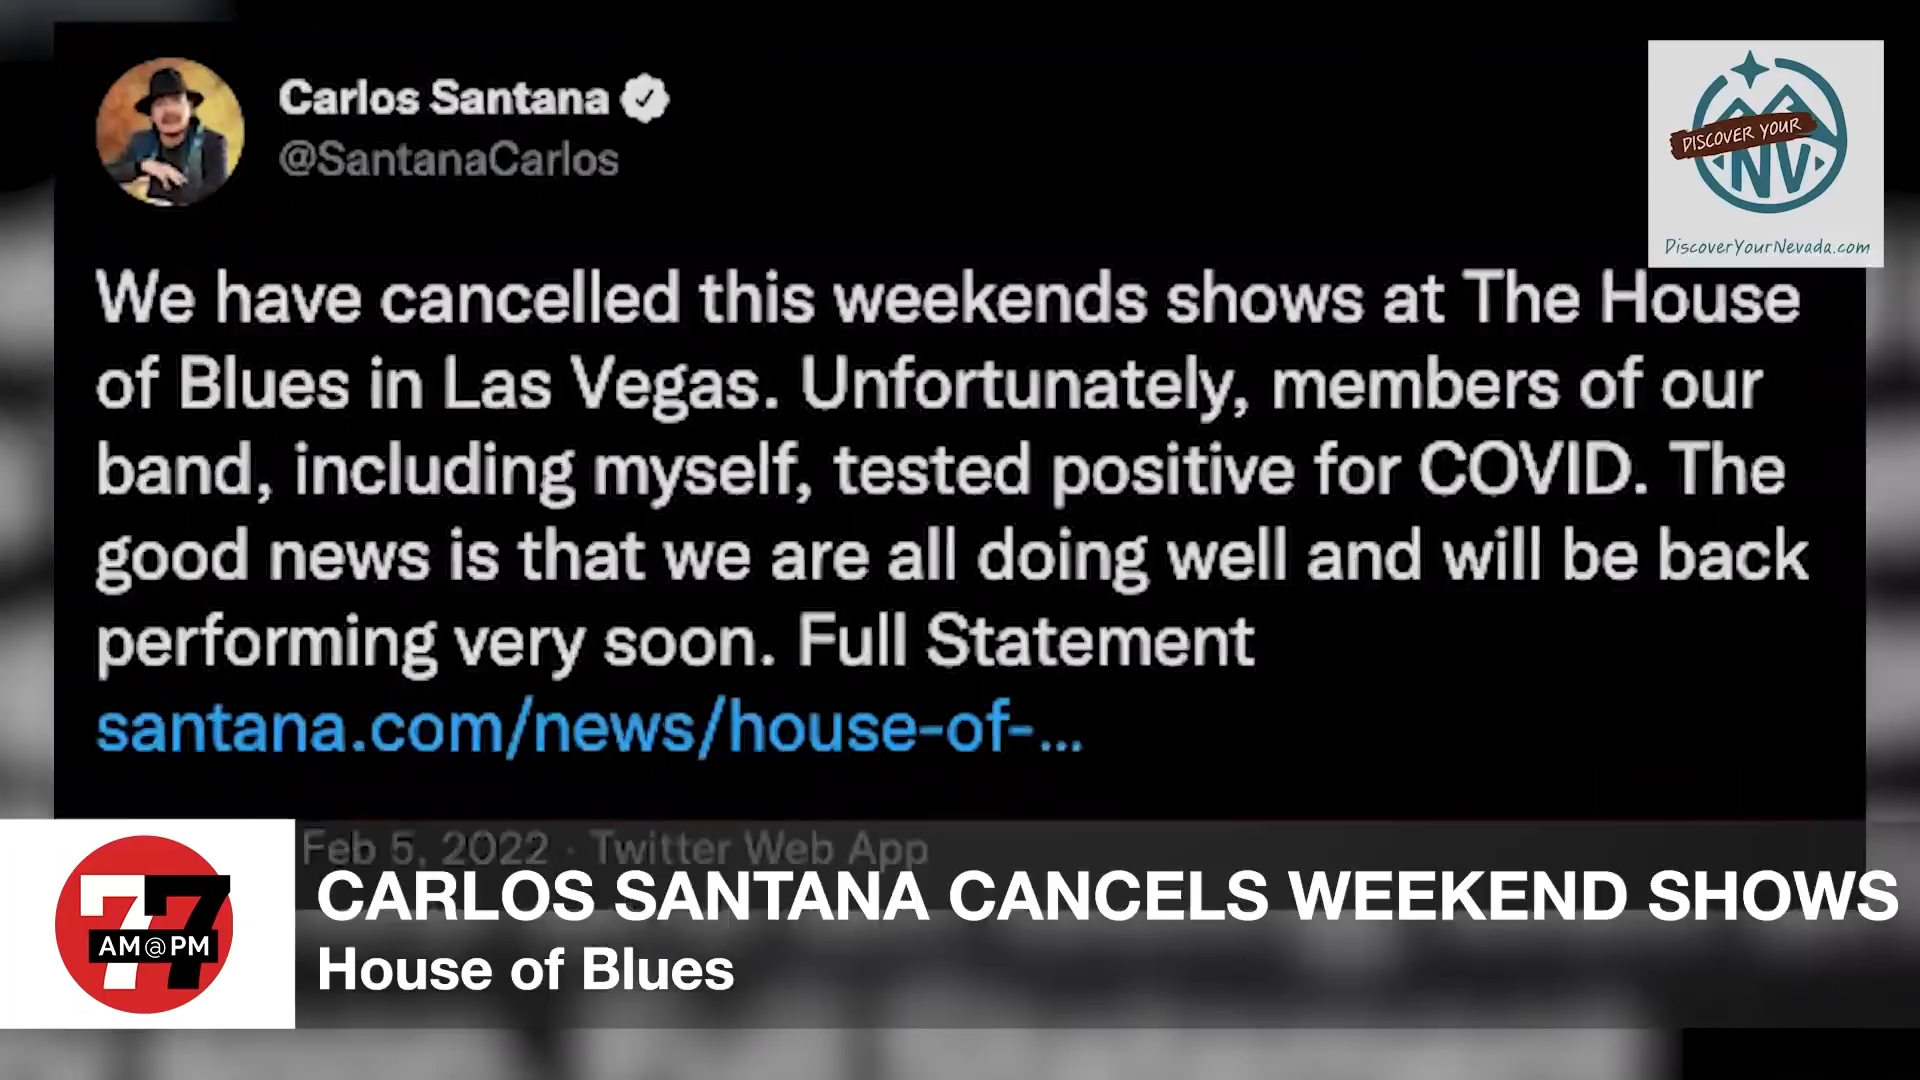 Carlos Santana
@SantanaCarlos
DISCOVER YOUR
NV
DiscoverYourNevada.com
We have cancelled this weekends shows at The House
of Blues in Las Vegas. Unfortunately, members of our
band, including myself, tested positive for COVID. The
good news is that we are all doing well and will be back
performing very soon. Full Statement
santana.com/news/house-of-...
Feb 5, 2022 · Twitter Web App
77
AM@PM
CARLOS SANTANA CANCELS WEEKEND SHOWS
House of Blues